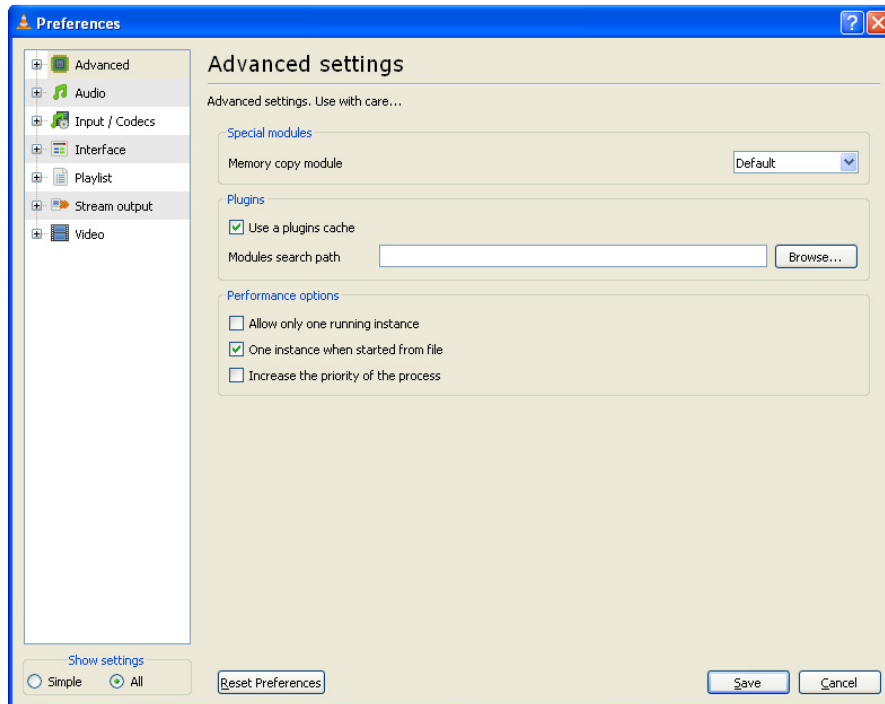 Preferences
Advanced
Audio
Input / Codecs
Interface
Playlist
Stream output
Video
Show settings
Simple All
Advanced settings
Advanced settings. Use with care...
Special modules
Memory copy module Default
Plugins
Use a plugins cache
Modules search path Browse...
Performance options
Allow only one running instance
One instance when started from file
Increase the priority of the process
Reset Preferences Save Cancel